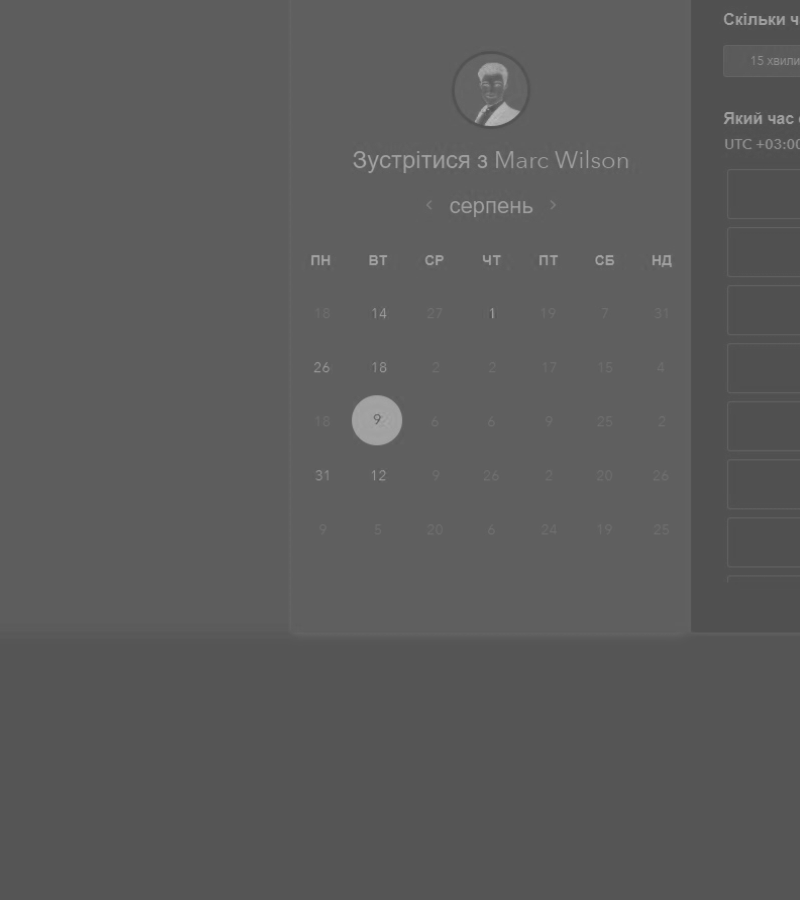 Скільки ч
15 хвили
Зустрітися з Marc Wilson
Який час
UTC +03:00
серпень
ПН ВТ СР ЧТ ПТ СБ НД
18 14 27 1 19 7 31
26 18 2 2 17 15 4
18 9 6 6 9 25 2
31 12 9 26 2 20 26
9 5 20 6 24 19 25